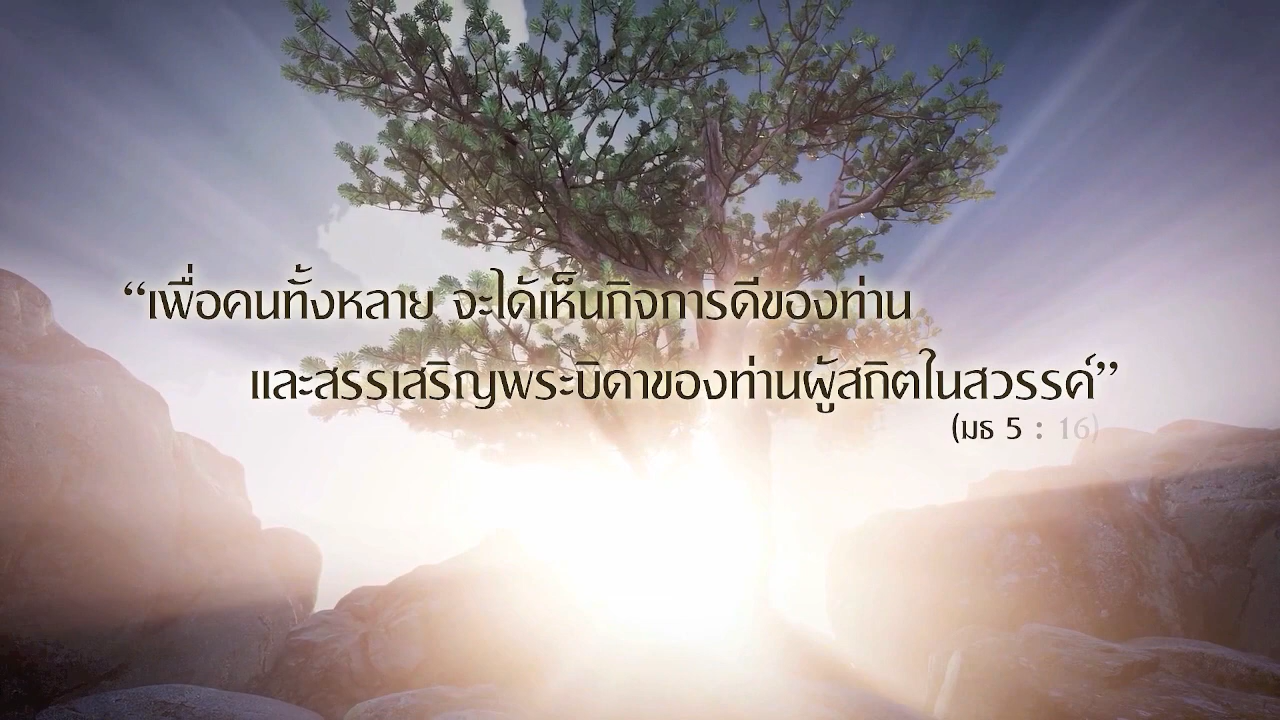 “เพื่อคนทั้งหลาย จะได้เห็นกิจการดีของท่าน
และสรรเสริญพระบิดาของท่านผู้สถิตในสวรรค์”
(มธ 5 : 16)